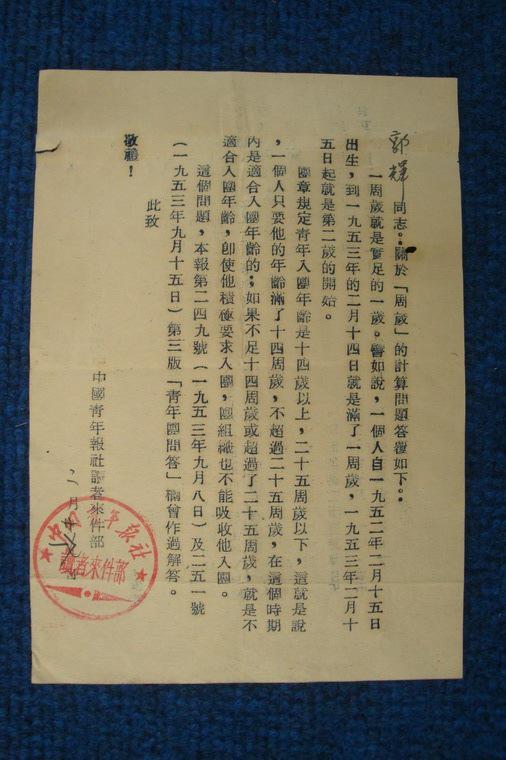 郭輝同志：關於「周歲」的計算問題答復如下：
一周歲就是實足的一歲。譬如說，一個人自一九五二年二月十五日
出生，到一九五三年的二月十四日就是滿了一周歲，一九五三年二月十
五日起就是第二歲的開始。
團章規定青年入團年齡是十四歲以上，二十五周歲以下，這就是說
，一個人只要他的年齡滿了十四周歲，不超過二十五周歲，在這個時期
內是適合入團年齡的；如果不足十四周歲或超過了二十五周歲，就是不
適合入團年齡，卽使他積極要求入團，團組織也不能吸收他入團。
這個問題，本報第二四九號（一九五三年九月八日）及二五一號
（一九五三年九月十五日）第三版「青年團問答」欄會作過解答。
此致
敬禮！
中國青年報社讀者來件部
月
中國青年報社
讀者來件部